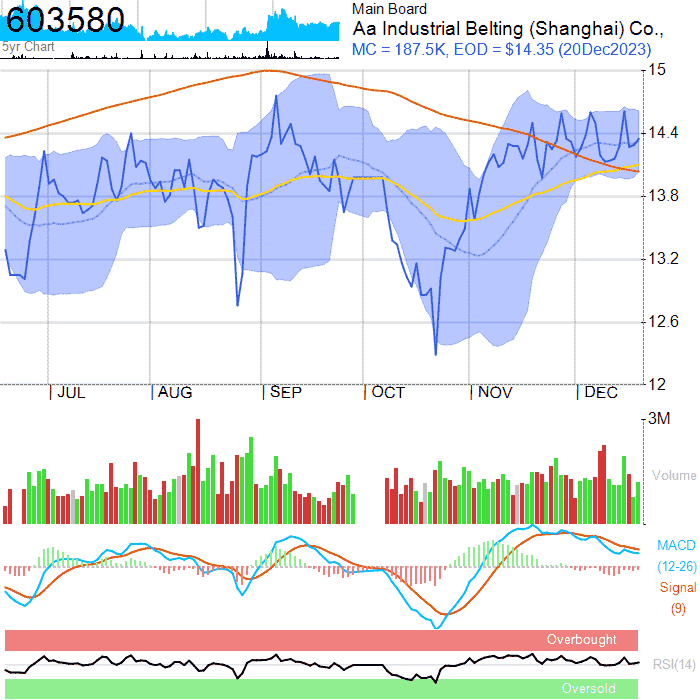 603580
5yr Chart
Main Board
Aa Industrial Belting (Shanghai) Co.,
MC = 187.5K, EOD = $14.35 (20Dec2023)
15
14.4
13.8
13.2
12.6
12
JUL AUG SEP OCT NOV DEC
3M
Volume
MACD
(12-26)
Signal
(9)
Overbought
RSI(14)
Oversold